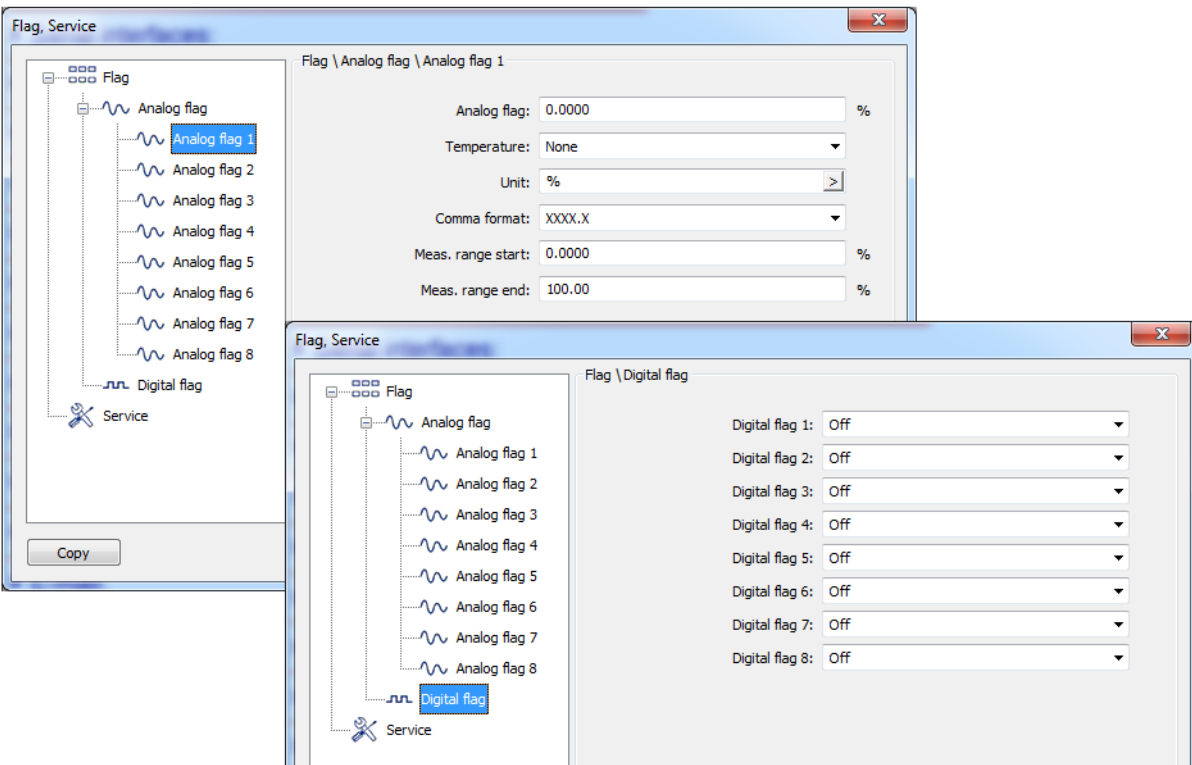 Flag, Service
Flag
Analog flag
Analog flag 1
Analog flag 2
Analog flag 3
Analog flag 4
Analog flag 5
Analog flag 6
Analog flag 7
Analog flag 8
Digital flag
Service
Copy
Flag \ Analog flag \ Analog flag 1
Analog flag: 0.0000 %
Temperature: None
Unit: % >
Comma format: XXXX.X
Meas. range start: 0.0000 %
Meas. range end: 100.00 %
Flag, Service
Flag
Analog flag
Analog flag 1
Analog flag 2
Analog flag 3
Analog flag 4
Analog flag 5
Analog flag 6
Analog flag 7
Analog flag 8
Digital flag
Service
Flag \ Digital flag
Digital flag 1: Off
Digital flag 2: Off
Digital flag 3: Off
Digital flag 4: Off
Digital flag 5: Off
Digital flag 6: Off
Digital flag 7: Off
Digital flag 8: Off